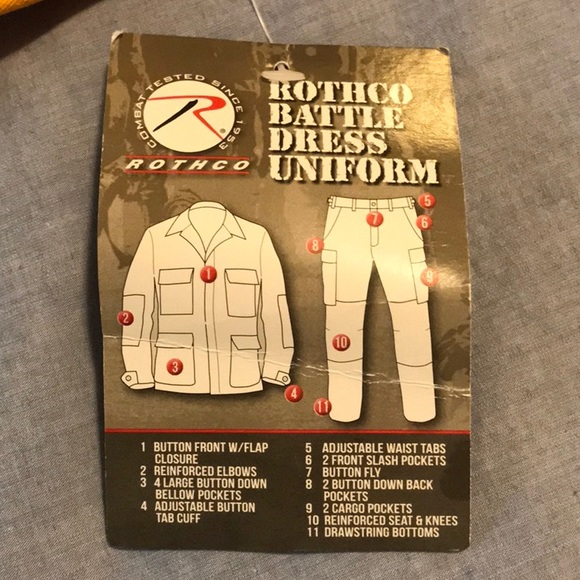 COMBAT TESTED SINCE 1953
R
ROTHCO
ROTHCO
BATTLE
DRESS
UNIFORM
1
2
3
4
5
6
7
8
9
10
11
1 BUTTON FRONT W/FLAP
CLOSURE
2 REINFORCED ELBOWS
3 4 LARGE BUTTON DOWN
BELLOW POCKETS
4 ADJUSTABLE BUTTON
TAB CUFF
5 ADJUSTABLE WAIST TABS
6 2 FRONT SLASH POCKETS
7 BUTTON FLY
8 2 BUTTON DOWN BACK
POCKETS
9 2 CARGO POCKETS
10 REINFORCED SEAT & KNEES
11 DRAWSTRING BOTTOMS